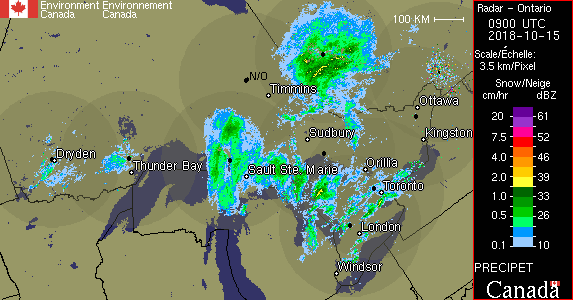 Environment Environnement
Canada Canada
100 KM
N/O
Timmins
Ottawa
Sudbury
Kingston
Dryden
Thunder Bay
Sault Ste. Marie
Orillia
Toronto
London
Windsor
Radar - Ontario
0900 UTC
2018-10-15
Scale/Échelle:
3.5 km/Pixel
Snow/Neige
cm/hr dBZ
20 61
7.5 52
4.0 46
2.0 39
1.0 33
0.5 26
0.1 10
PRECIPET
Canada